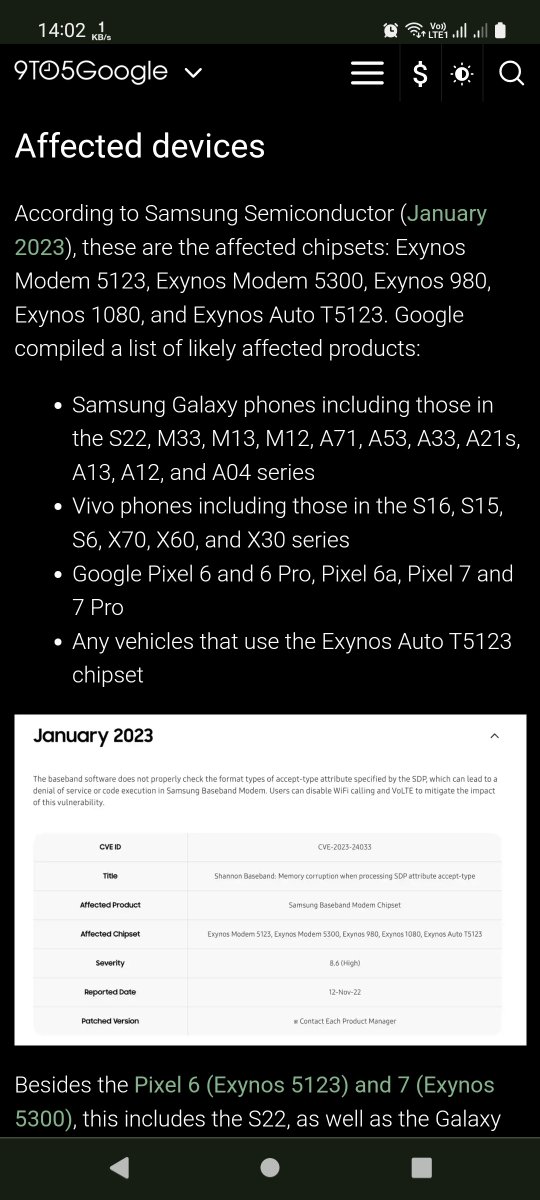 14:02 1 KB/s Vo)) LTE1
9TO5Google
Affected devices
According to Samsung Semiconductor (January
2023), these are the affected chipsets: Exynos
Modem 5123, Exynos Modem 5300, Exynos 980,
Exynos 1080, and Exynos Auto T5123. Google
compiled a list of likely affected products:
• Samsung Galaxy phones including those in
the S22, M33, M13, M12, A71, A53, A33, A21s,
A13, A12, and A04 series
• Vivo phones including those in the S16, S15,
S6, X70, X60, and X30 series
• Google Pixel 6 and 6 Pro, Pixel 6a, Pixel 7 and
7 Pro
• Any vehicles that use the Exynos Auto T5123
chipset
January 2023
The baseband software does not properly check the format types of accept-type attribute specified by the SDP, which can lead to a
denial of service or code execution in Samsung Baseband Modem. Users can disable WiFi calling and VoLTE to mitigate the impact
of this vulnerability.
CVE ID CVE-2023-24033
Title Shannon Baseband: Memory corruption when processing SDP attribute accept-type
Affected Product Samsung Baseband Modem Chipset
Affected Chipset Exynos Modem 5123, Exynos Modem 5300, Exynos 980, Exynos 1080, Exynos Auto T5123
Severity 8.6 (High)
Reported Date 12-Nov-22
Patched Version ※ Contact Each Product Manager
Besides the Pixel 6 (Exynos 5123) and 7 (Exynos
5300), this includes the S22, as well as the Galaxy